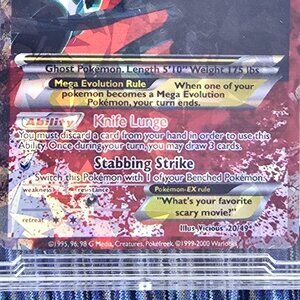 Ghost Pokémon. Length 5'10" Weight 175 lbs
Mega Evolution Rule
When one of your
pokemon becomes a Mega Evolution
Pokémon, your turn ends.
Ability Knife Lunge
You must discard a card from your hand in order to use this
Ability. Once during your turn, you may draw 3 cards.
Stabbing Strike
Switch this Pokémon with 1 of your Benched Pokémon.
weakness resistance
Pokémon-EX rule
"What's your favorite
scary movie?"
retreat
Illus. Vicious 20/49
©1995, 96, 98 G Media, Creatures, Pokefreek. ©1999-2000 Warlotks